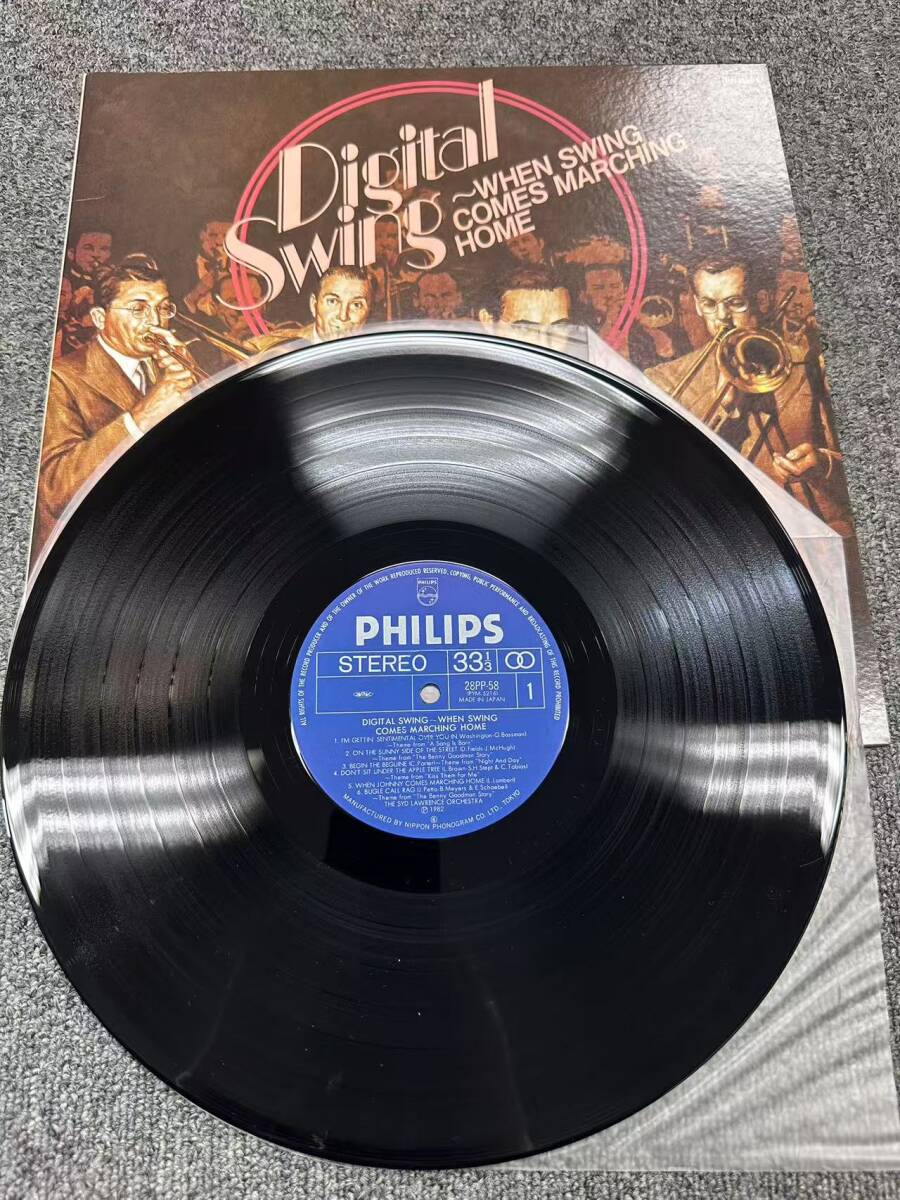 Digital
Swing
~WHEN SWING
COMES MARCHING
HOME
ALL RIGHTS OF THE RECORD PRODUCER AND OF THE OWNER OF THE WORK REPRODUCED RESERVED. COPYING, PUBLIC PERFORMANCE AND BROADCASTING OF THIS RECORD PROHIBITED
PHILIPS
PHILIPS
STEREO
33 1/3
28PP-58
(PYM-5216)
MADE IN JAPAN
1
DIGITAL SWING~WHEN SWING
COMES MARCHING HOME
1. I'M GETTIN' SENTIMENTAL OVER YOU (N.Washington-G.Bassman)
~Theme from "A Song Is Born"
2. ON THE SUNNY SIDE OF THE STREET (D.Fields-J.McHugh)
~Theme from "The Benny Goodman Story"
3. BEGIN THE BEGUINE (C.Porter)~Theme from "Night And Day"
4. DON'T SIT UNDER THE APPLE TREE (L.Brown-S.H.Stept & C.Tobias)
~Theme from "Kiss Them For Me"
5. WHEN JOHNNY COMES MARCHING HOME (L.Lambert)
6. BUGLE CALL RAG (J.Pettis-B.Meyers & E.Schoebel)
~Theme from "The Benny Goodman Story"
THE SYD LAWRENCE ORCHESTRA
Ⓟ 1982
MANUFACTURED BY NIPPON PHONOGRAM CO. LTD., TOKYO